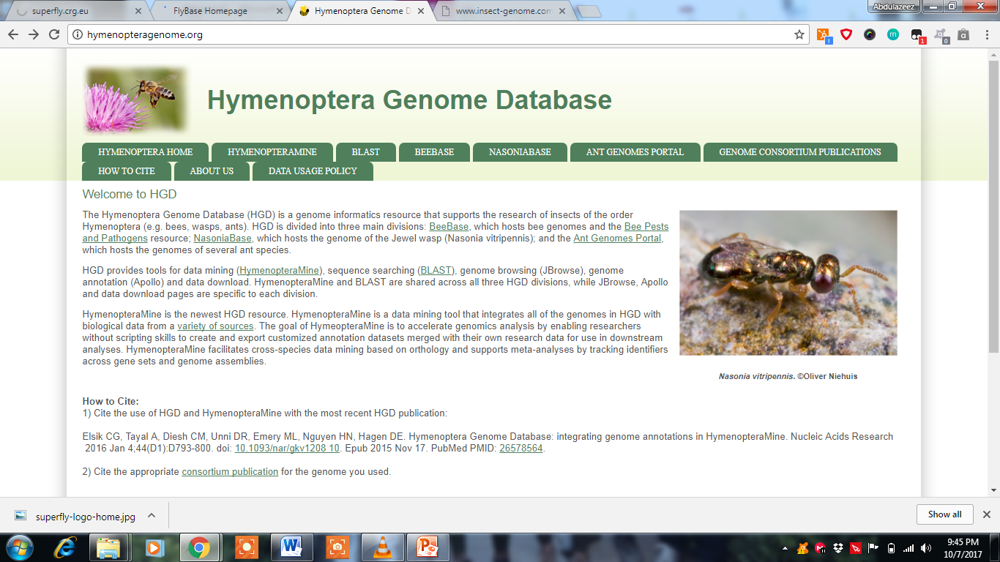 superfly.crg.eu
FlyBase Homepage
Hymenoptera Genome D
www.insect-genome.com
Abdulazeez
hymenopteragenome.org
Hymenoptera Genome Database
HYMENOPTERA HOME HYMENOPTERAMINE BLAST BEEBASE NASONIABASE ANT GENOMES PORTAL GENOME CONSORTIUM PUBLICATIONS
HOW TO CITE ABOUT US DATA USAGE POLICY
Welcome to HGD
The Hymenoptera Genome Database (HGD) is a genome informatics resource that supports the research of insects of the order
Hymenoptera (e.g. bees, wasps, ants). HGD is divided into three main divisions: BeeBase, which hosts bee genomes and the Bee Pests
and Pathogens resource; NasoniaBase, which hosts the genome of the Jewel wasp (Nasonia vitripennis); and the Ant Genomes Portal,
which hosts the genomes of several ant species.
HGD provides tools for data mining (HymenopteraMine), sequence searching (BLAST), genome browsing (JBrowse), genome
annotation (Apollo) and data download. HymenopteraMine and BLAST are shared across all three HGD divisions, while JBrowse, Apollo
and data download pages are specific to each division.
HymenopteraMine is the newest HGD resource. HymenopteraMine is a data mining tool that integrates all of the genomes in HGD with
biological data from a variety of sources. The goal of HymeopteraMine is to accelerate genomics analysis by enabling researchers
without scripting skills to create and export customized annotation datasets merged with their own research data for use in downstream
analyses. HymenopteraMine facilitates cross-species data mining based on orthology and supports meta-analyses by tracking identifiers
across gene sets and genome assemblies.
Nasonia vitripennis. ©Oliver Niehuis
How to Cite:
1) Cite the use of HGD and HymenopteraMine with the most recent HGD publication:
Elsik CG, Tayal A, Diesh CM, Unni DR, Emery ML, Nguyen HN, Hagen DE. Hymenoptera Genome Database: integrating genome annotations in HymenopteraMine. Nucleic Acids Research
2016 Jan 4;44(D1):D793-800. doi: 10.1093/nar/gkv1208 10. Epub 2015 Nov 17. PubMed PMID: 26578564.
2) Cite the appropriate consortium publication for the genome you used.
superfly-logo-home.jpg
Show all
9:45 PM
10/7/2017